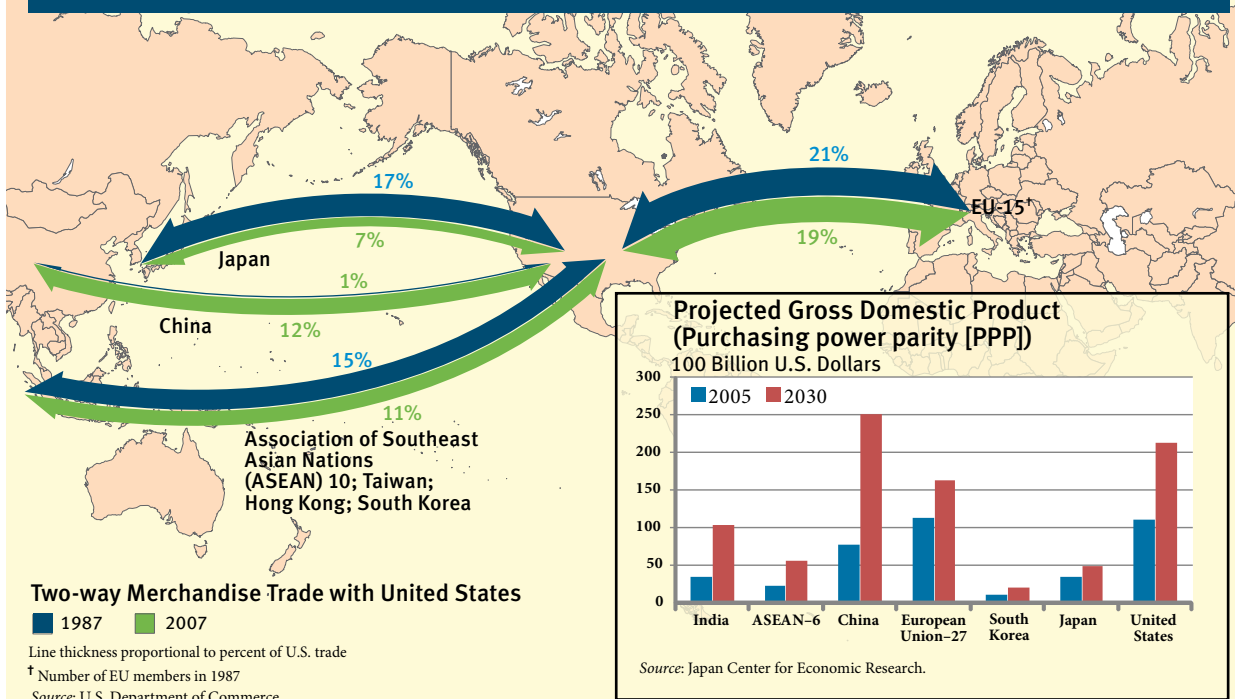 21%
17%
EU-15†
19%
7%
Japan
1%
China
12%
15%
11%
Association of Southeast
Asian Nations
(ASEAN) 10; Taiwan;
Hong Kong; South Korea
Two-way Merchandise Trade with United States
1987 2007
Line thickness proportional to percent of U.S. trade
† Number of EU members in 1987
Source: U.S. Department of Commerce
Projected Gross Domestic Product
(Purchasing power parity [PPP])
100 Billion U.S. Dollars
300
2005 2030
250
200
150
100
50
0
India ASEAN–6 China European South Japan United
Union–27 Korea States
Source: Japan Center for Economic Research.